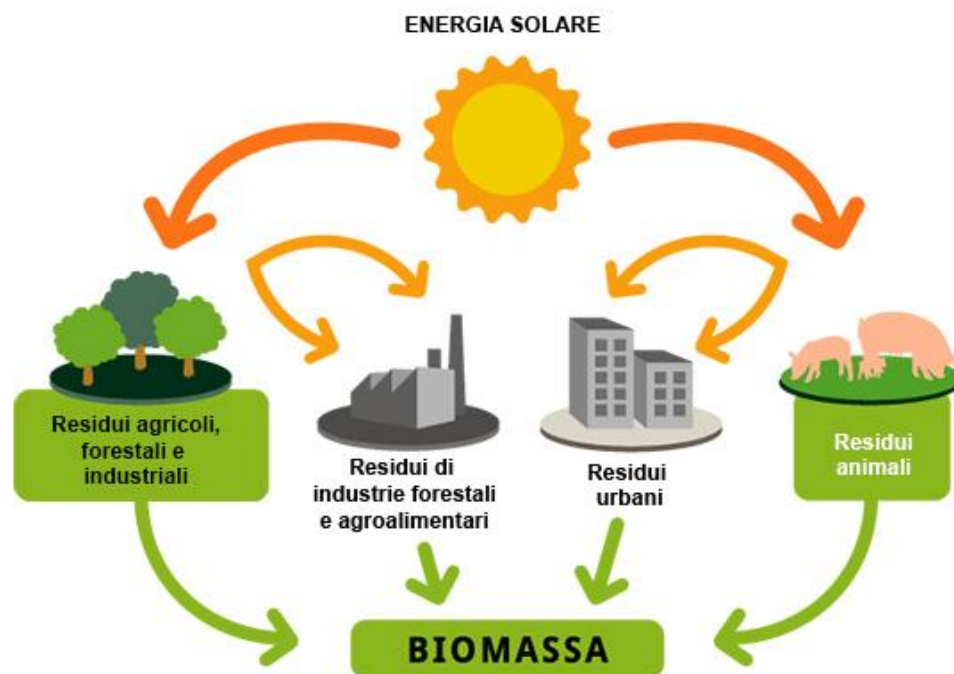 ENERGIA SOLARE
Residui agricoli,
forestali e
industriali
Residui di
industrie forestali
e agroalimentari
Residui
urbani
Residui
animali
BIOMASSA